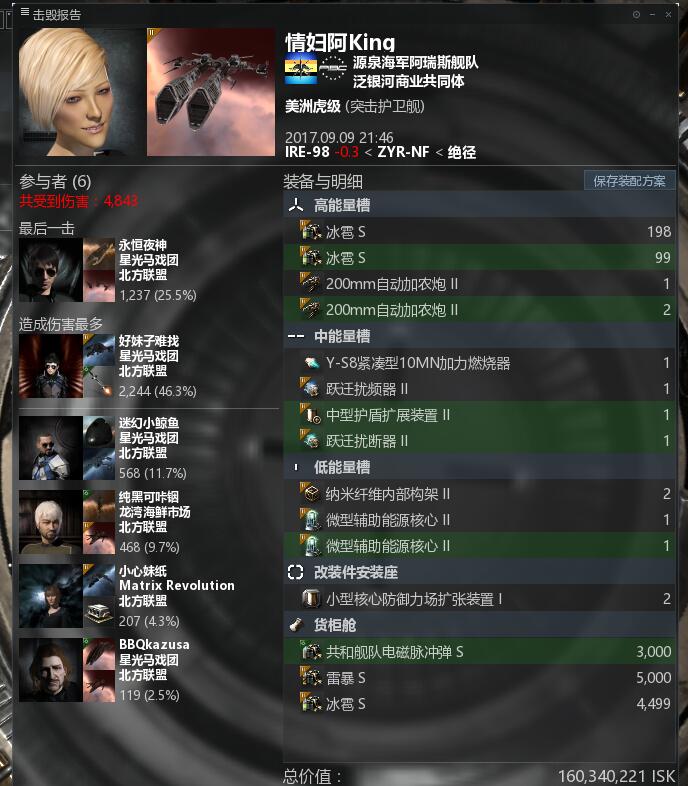 击毁报告
情妇阿King
源泉海军阿瑞斯舰队
泛银河商业共同体
美洲虎级 (突击护卫舰)
2017.09.09 21:46
IRE-98 -0.3 < ZYR-NF < 绝径
参与者 (6)
共受到伤害：4,843
最后一击
永恒夜神
星光马戏团
北方联盟
1,237 (25.5%)
造成伤害最多
好妹子难找
星光马戏团
北方联盟
2,244 (46.3%)
迷幻小鲸鱼
星光马戏团
北方联盟
568 (11.7%)
纯黑可咔铟
龙湾海鲜市场
北方联盟
468 (9.7%)
小心妹纸
Matrix Revolution
北方联盟
207 (4.3%)
BBQkazusa
星光马戏团
北方联盟
119 (2.5%)
装备与明细
保存装配方案
高能量槽
冰雹 S 198
冰雹 S 99
200mm自动加农炮 II 1
200mm自动加农炮 II 2
中能量槽
Y-S8紧凑型10MN加力燃烧器 1
跃迁扰频器 II 1
中型护盾扩展装置 II 1
跃迁扰断器 II 1
低能量槽
纳米纤维内部构架 II 2
微型辅助能源核心 II 1
微型辅助能源核心 II 1
改装件安装座
小型核心防御力场扩张装置 I 2
货柜舱
共和舰队电磁脉冲弹 S 3,000
雷暴 S 5,000
冰雹 S 4,499
总价值： 160,340,221 ISK